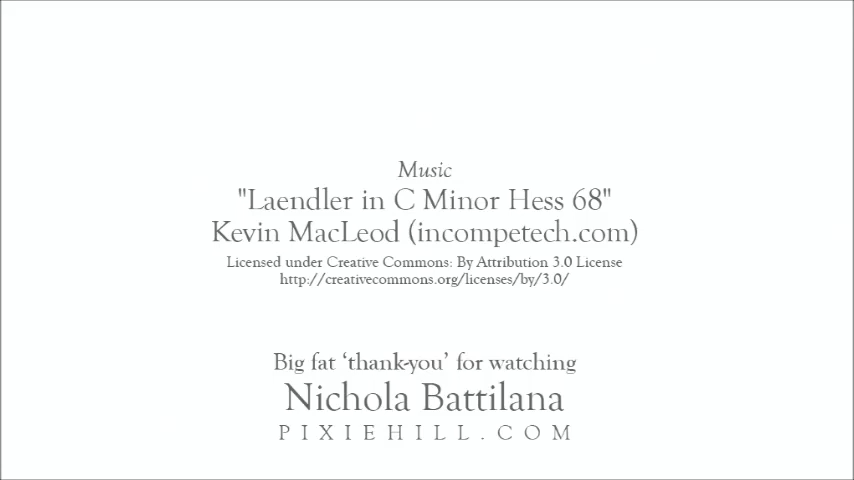 Music
"Laendler in C Minor Hess 68"
Kevin MacLeod (incompetech.com)
Licensed under Creative Commons: By Attribution 3.0 License
http://creativecommons.org/licenses/by/3.0/
Big fat ‘thank-you’ for watching
Nichola Battilana
PIXIEHILL.COM